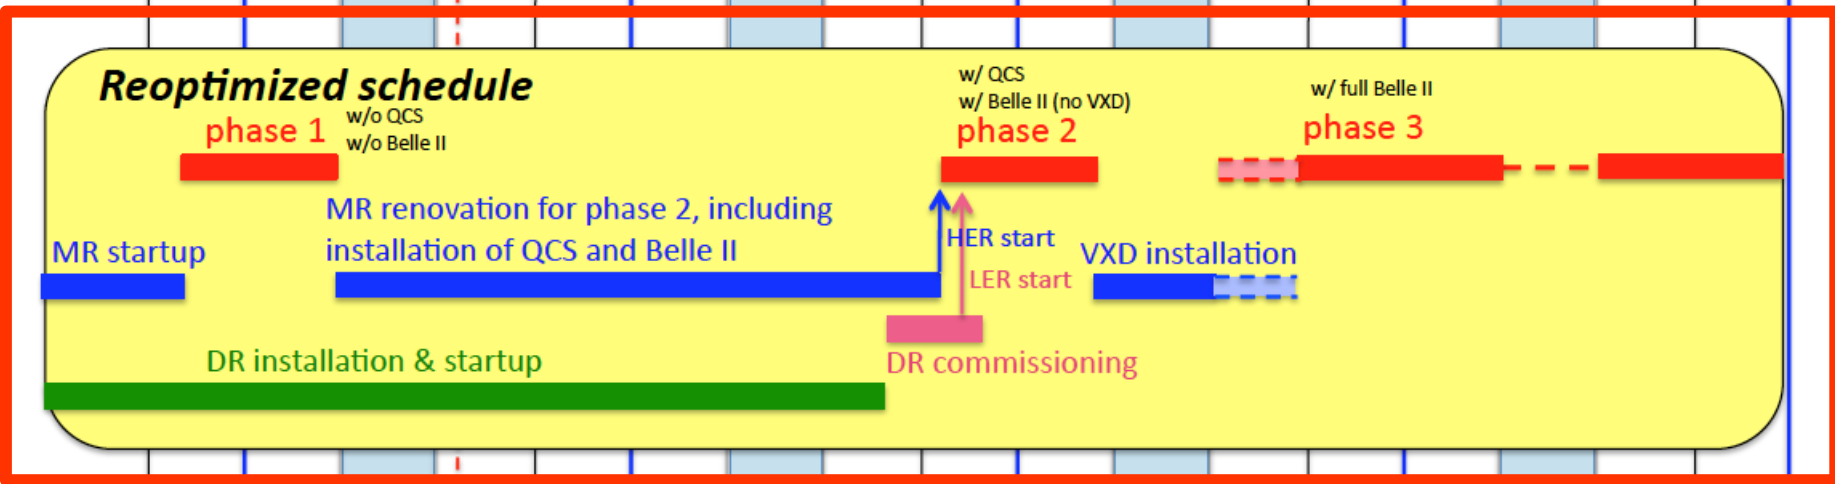 Reoptimized schedule
phase 1
w/o QCS
w/o Belle II
w/ QCS
w/ Belle II (no VXD)
phase 2
w/ full Belle II
phase 3
MR startup
MR renovation for phase 2, including
installation of QCS and Belle II
HER start
LER start
VXD installation
DR installation & startup
DR commissioning